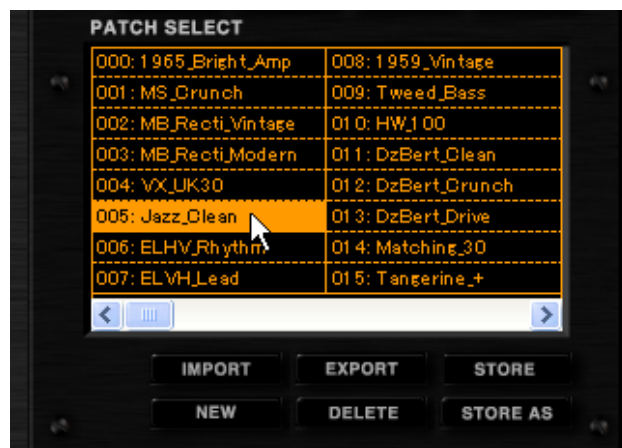 PATCH SELECT
000: 1965_Bright_Amp 008: 1959_Vintage
001: MS_Crunch 009: Tweed_Bass
002: MB_Recti_Vintage 010: HW_100
003: MB_Recti_Modern 011: DzBert_Clean
004: VX_UK30 012: DzBert_Crunch
005: Jazz_Clean 013: DzBert_Drive
006: ELHV_Rhythm 014: Matching_30
007: ELVH_Lead 015: Tangerine_+
IMPORT EXPORT STORE
NEW DELETE STORE AS